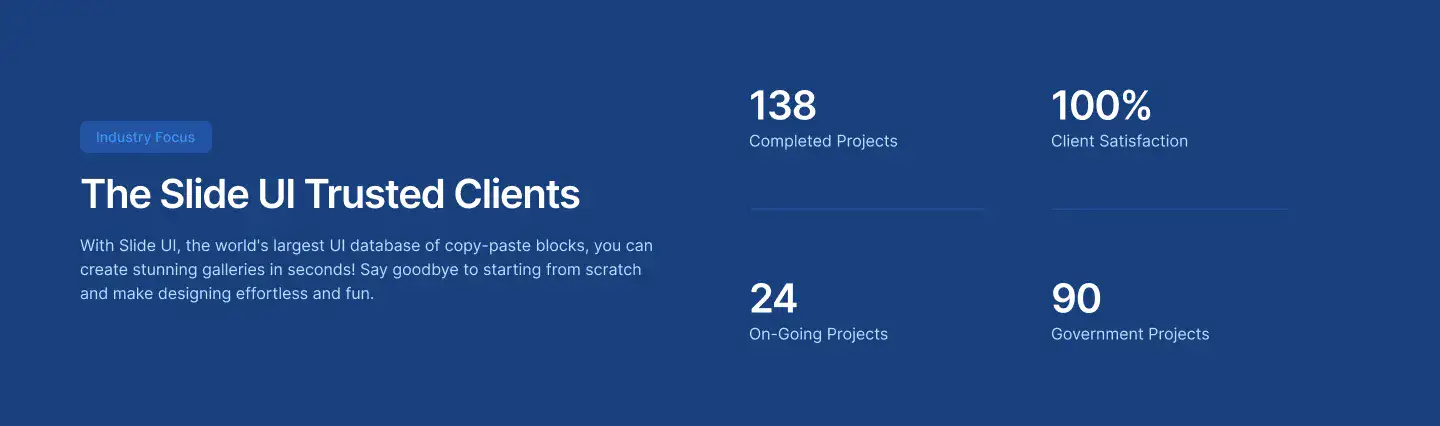 Industry Focus
The Slide UI Trusted Clients
With Slide UI, the world's largest UI database of copy-paste blocks, you can
create stunning galleries in seconds! Say goodbye to starting from scratch
and make designing effortless and fun.
138
Completed Projects
100%
Client Satisfaction
24
On-Going Projects
90
Government Projects